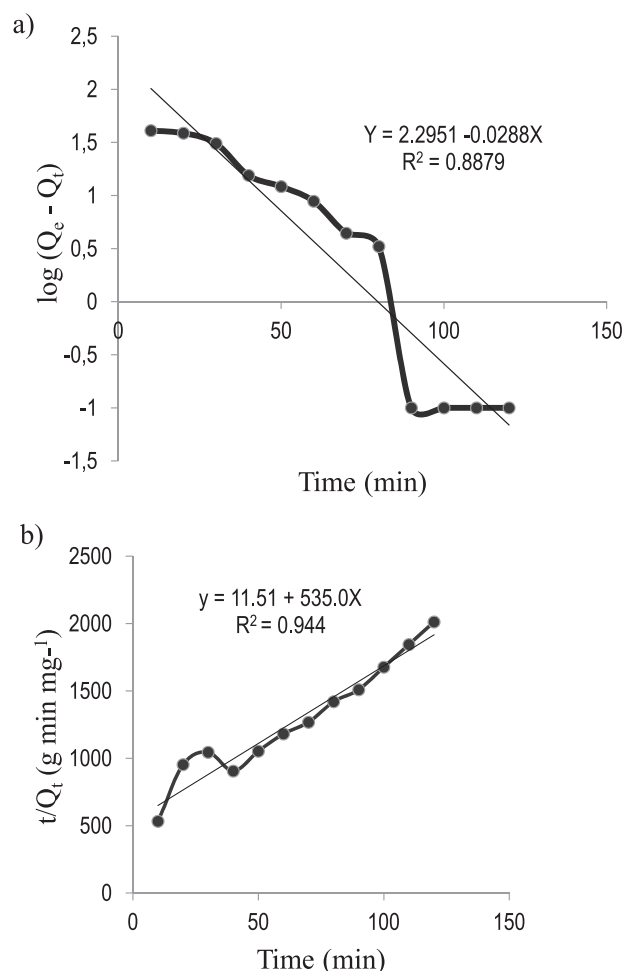 a)
2,5
2
1,5
1
0,5
0
-0,5
-1
-1,5
0
50
100
150
log (Qe - Qt)
Time (min)
Y = 2.2951 -0.0288X
R² = 0.8879
b)
2500
2000
1500
1000
500
0
0
50
100
150
t/Qt (g min mg-1)
Time (min)
y = 11.51 + 535.0X
R² = 0.944